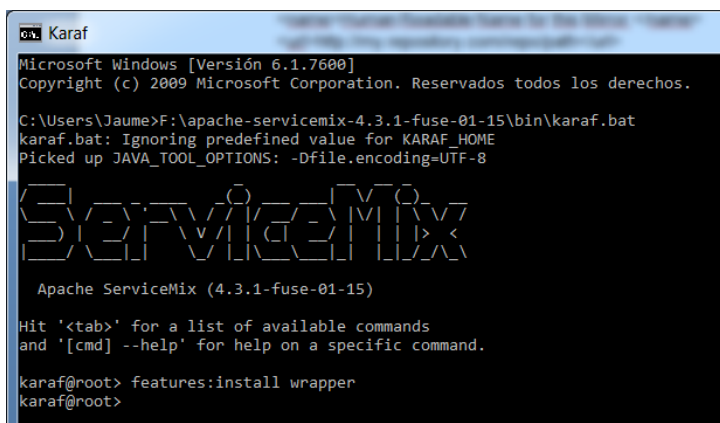 Karaf
Microsoft Windows [Versión 6.1.7600]
Copyright (c) 2009 Microsoft Corporation. Reservados todos los derechos.
C:\Users\Jaume>F:\apache-servicemix-4.3.1-fuse-01-15\bin\karaf.bat
karaf.bat: Ignoring predefined value for KARAF_HOME
Picked up JAVA_TOOL_OPTIONS: -Dfile.encoding=UTF-8
ServiceMix
Apache ServiceMix (4.3.1-fuse-01-15)
Hit '<tab>' for a list of available commands
and '[cmd] --help' for help on a specific command.
karaf@root> features:install wrapper
karaf@root>